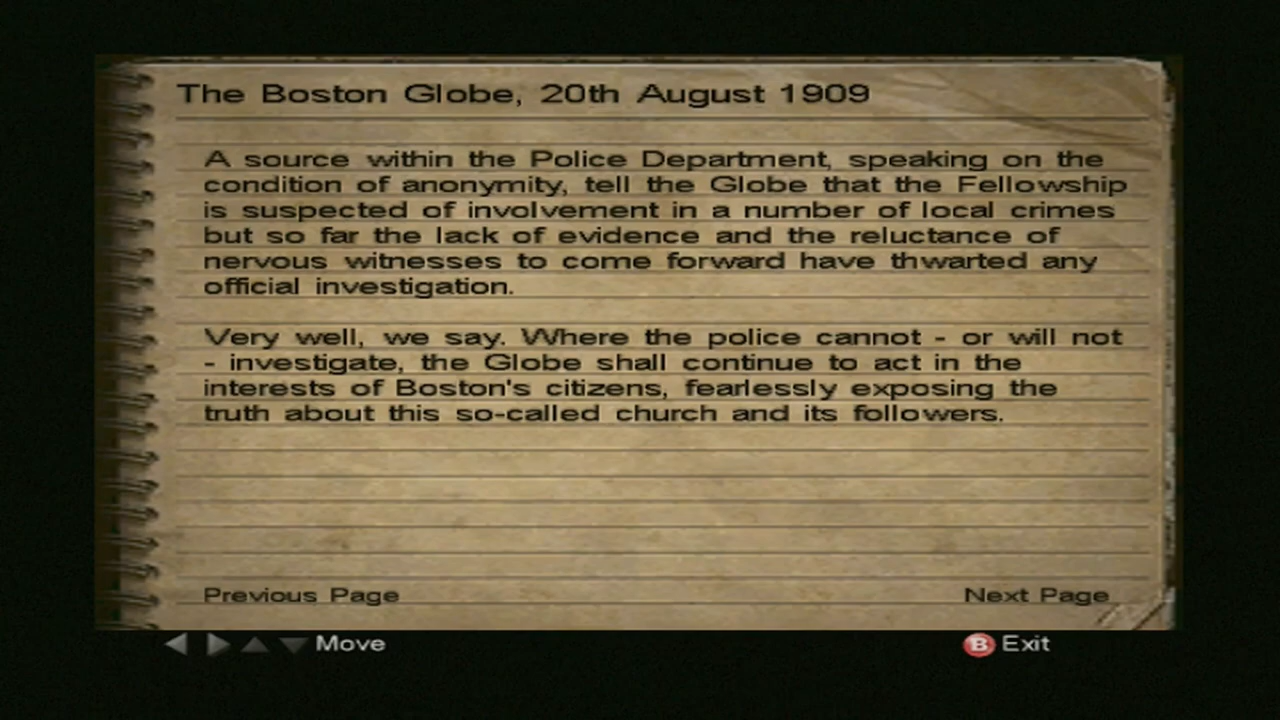 The Boston Globe, 20th August 1909
A source within the Police Department, speaking on the
condition of anonymity, tell the Globe that the Fellowship
is suspected of involvement in a number of local crimes
but so far the lack of evidence and the reluctance of
nervous witnesses to come forward have thwarted any
official investigation.
Very well, we say. Where the police cannot - or will not
- investigate, the Globe shall continue to act in the
interests of Boston's citizens, fearlessly exposing the
truth about this so-called church and its followers.
Previous Page Next Page
Move B Exit